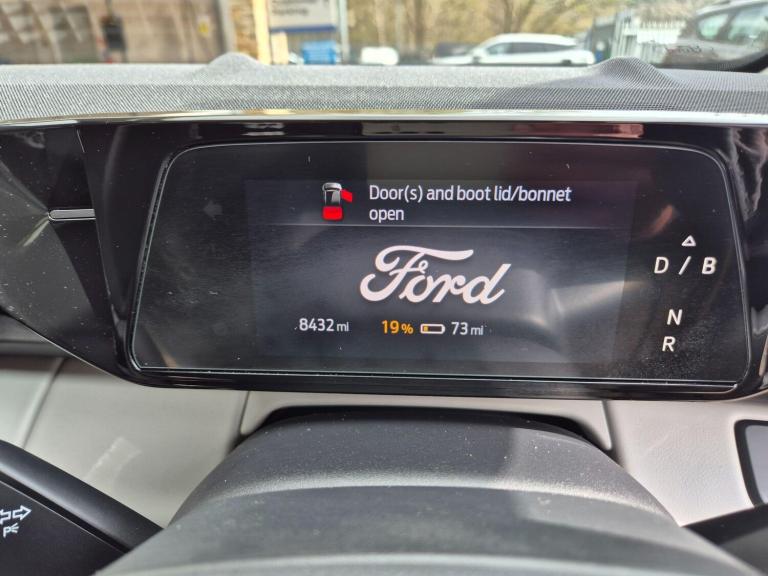 Door(s) and boot lid/bonnet
open
Ford
8432 mi 19% 73 mi
D / B
N
R
P